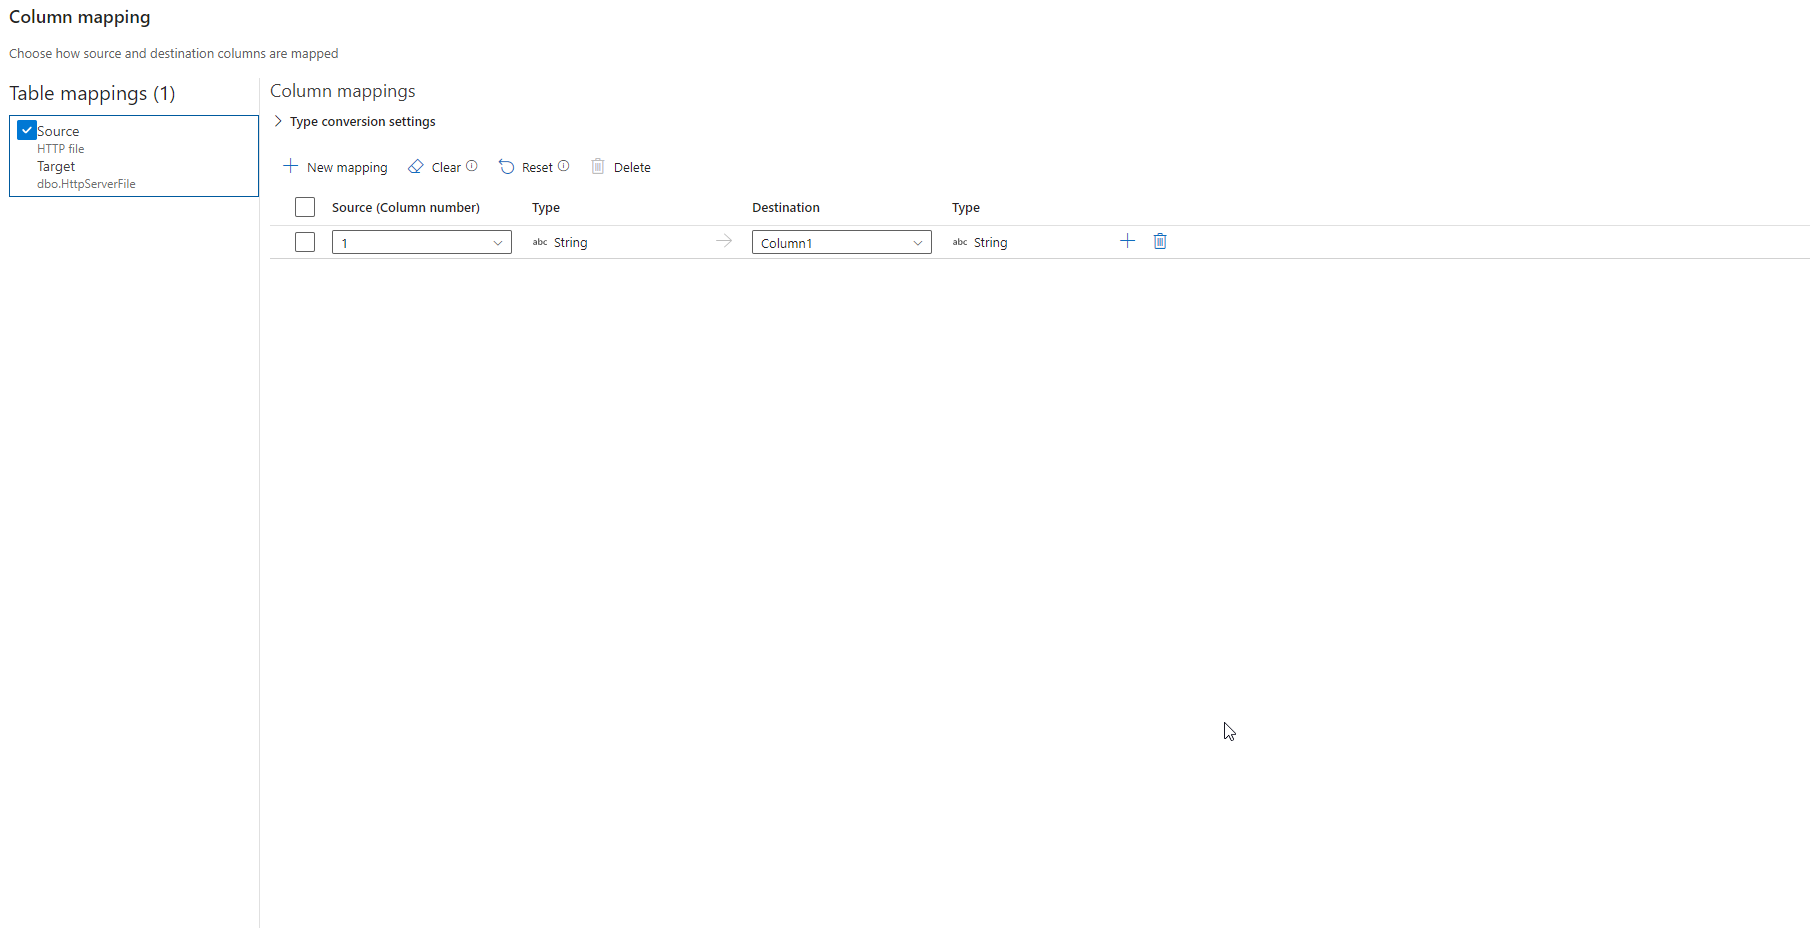 Column mapping
Choose how source and destination columns are mapped
Table mappings (1)
Source
HTTP file
Target
dbo.HttpServerFile
Column mappings
Type conversion settings
New mapping Clear Reset Delete
Source (Column number) Type Destination Type
1 abc String Column1 abc String